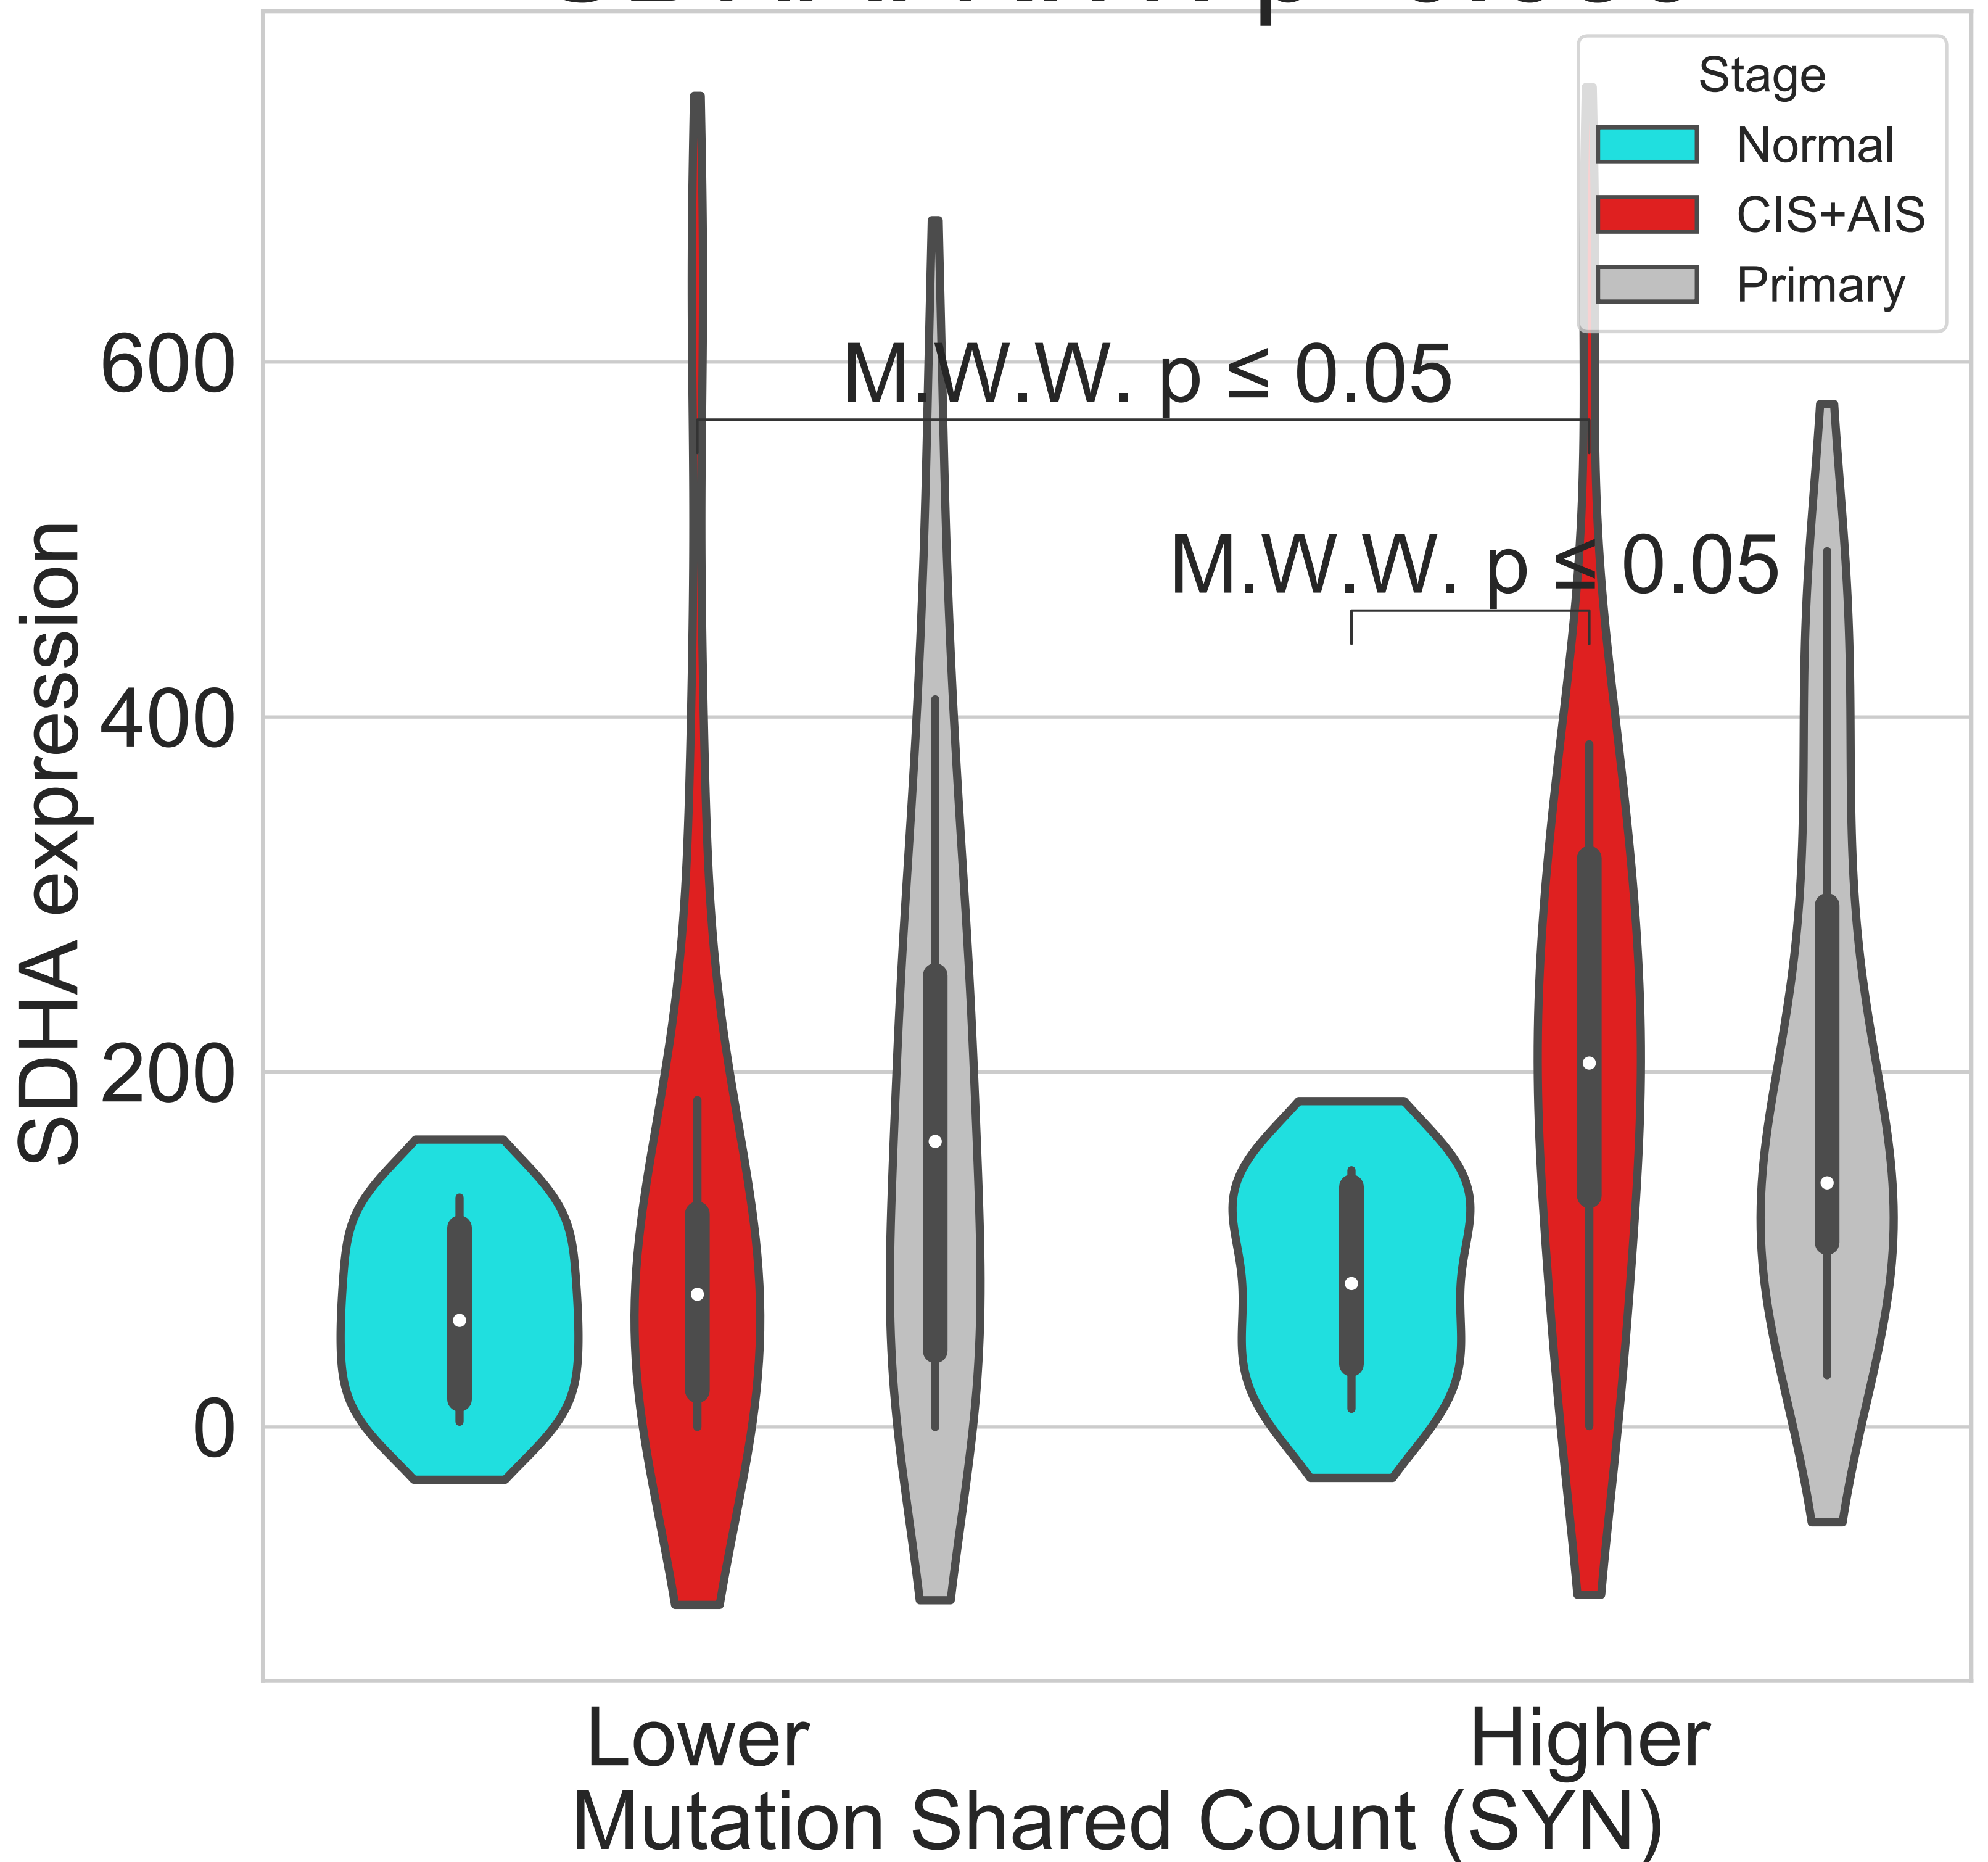 Stage
Normal
CIS+AIS
Primary
600
M.W.W. p ≤ 0.05
M.W.W. p ≤ 0.05
400
200
0
SDHA expression
Lower
Higher
Mutation Shared Count (SYN)